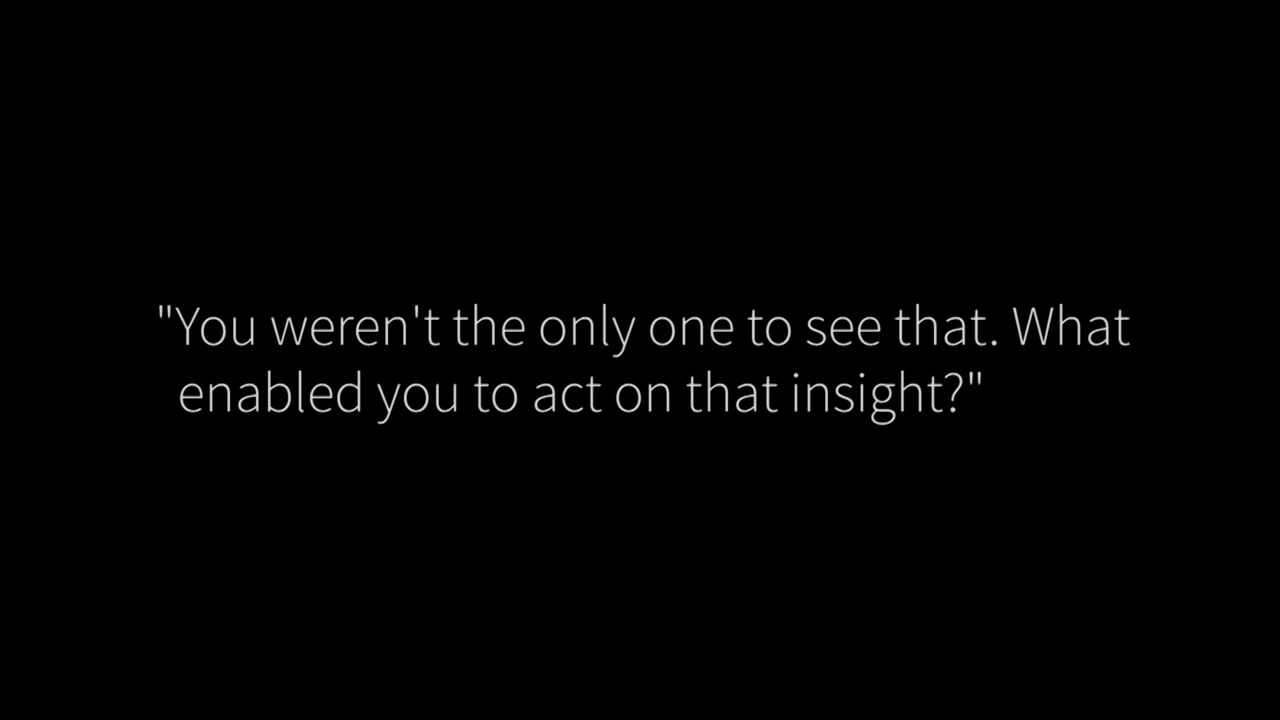 "You weren't the only one to see that. What
enabled you to act on that insight?"